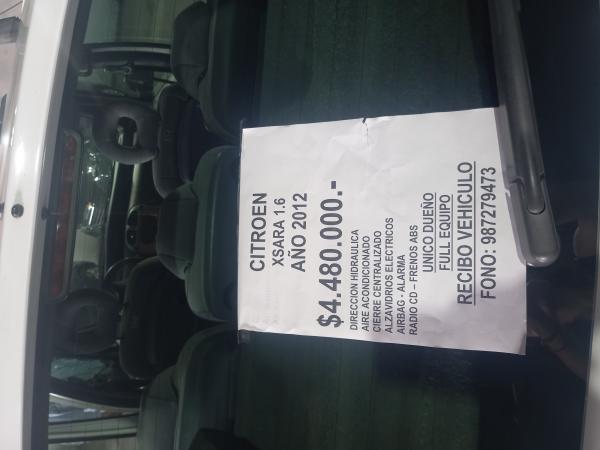 CITROEN
XSARA 1.6
AÑO 2012
$4.480.000.-
DIRECCION HIDRAULICA
AIRE ACONDICIONADO
CIERRE CENTRALIZADO
ALZAVIDRIOS ELECTRICOS
AIRBAG - ALARMA
RADIO CD – FRENOS ABS
UNICO DUEÑO
FULL EQUIPO
RECIBO VEHICULO
FONO: 987279473